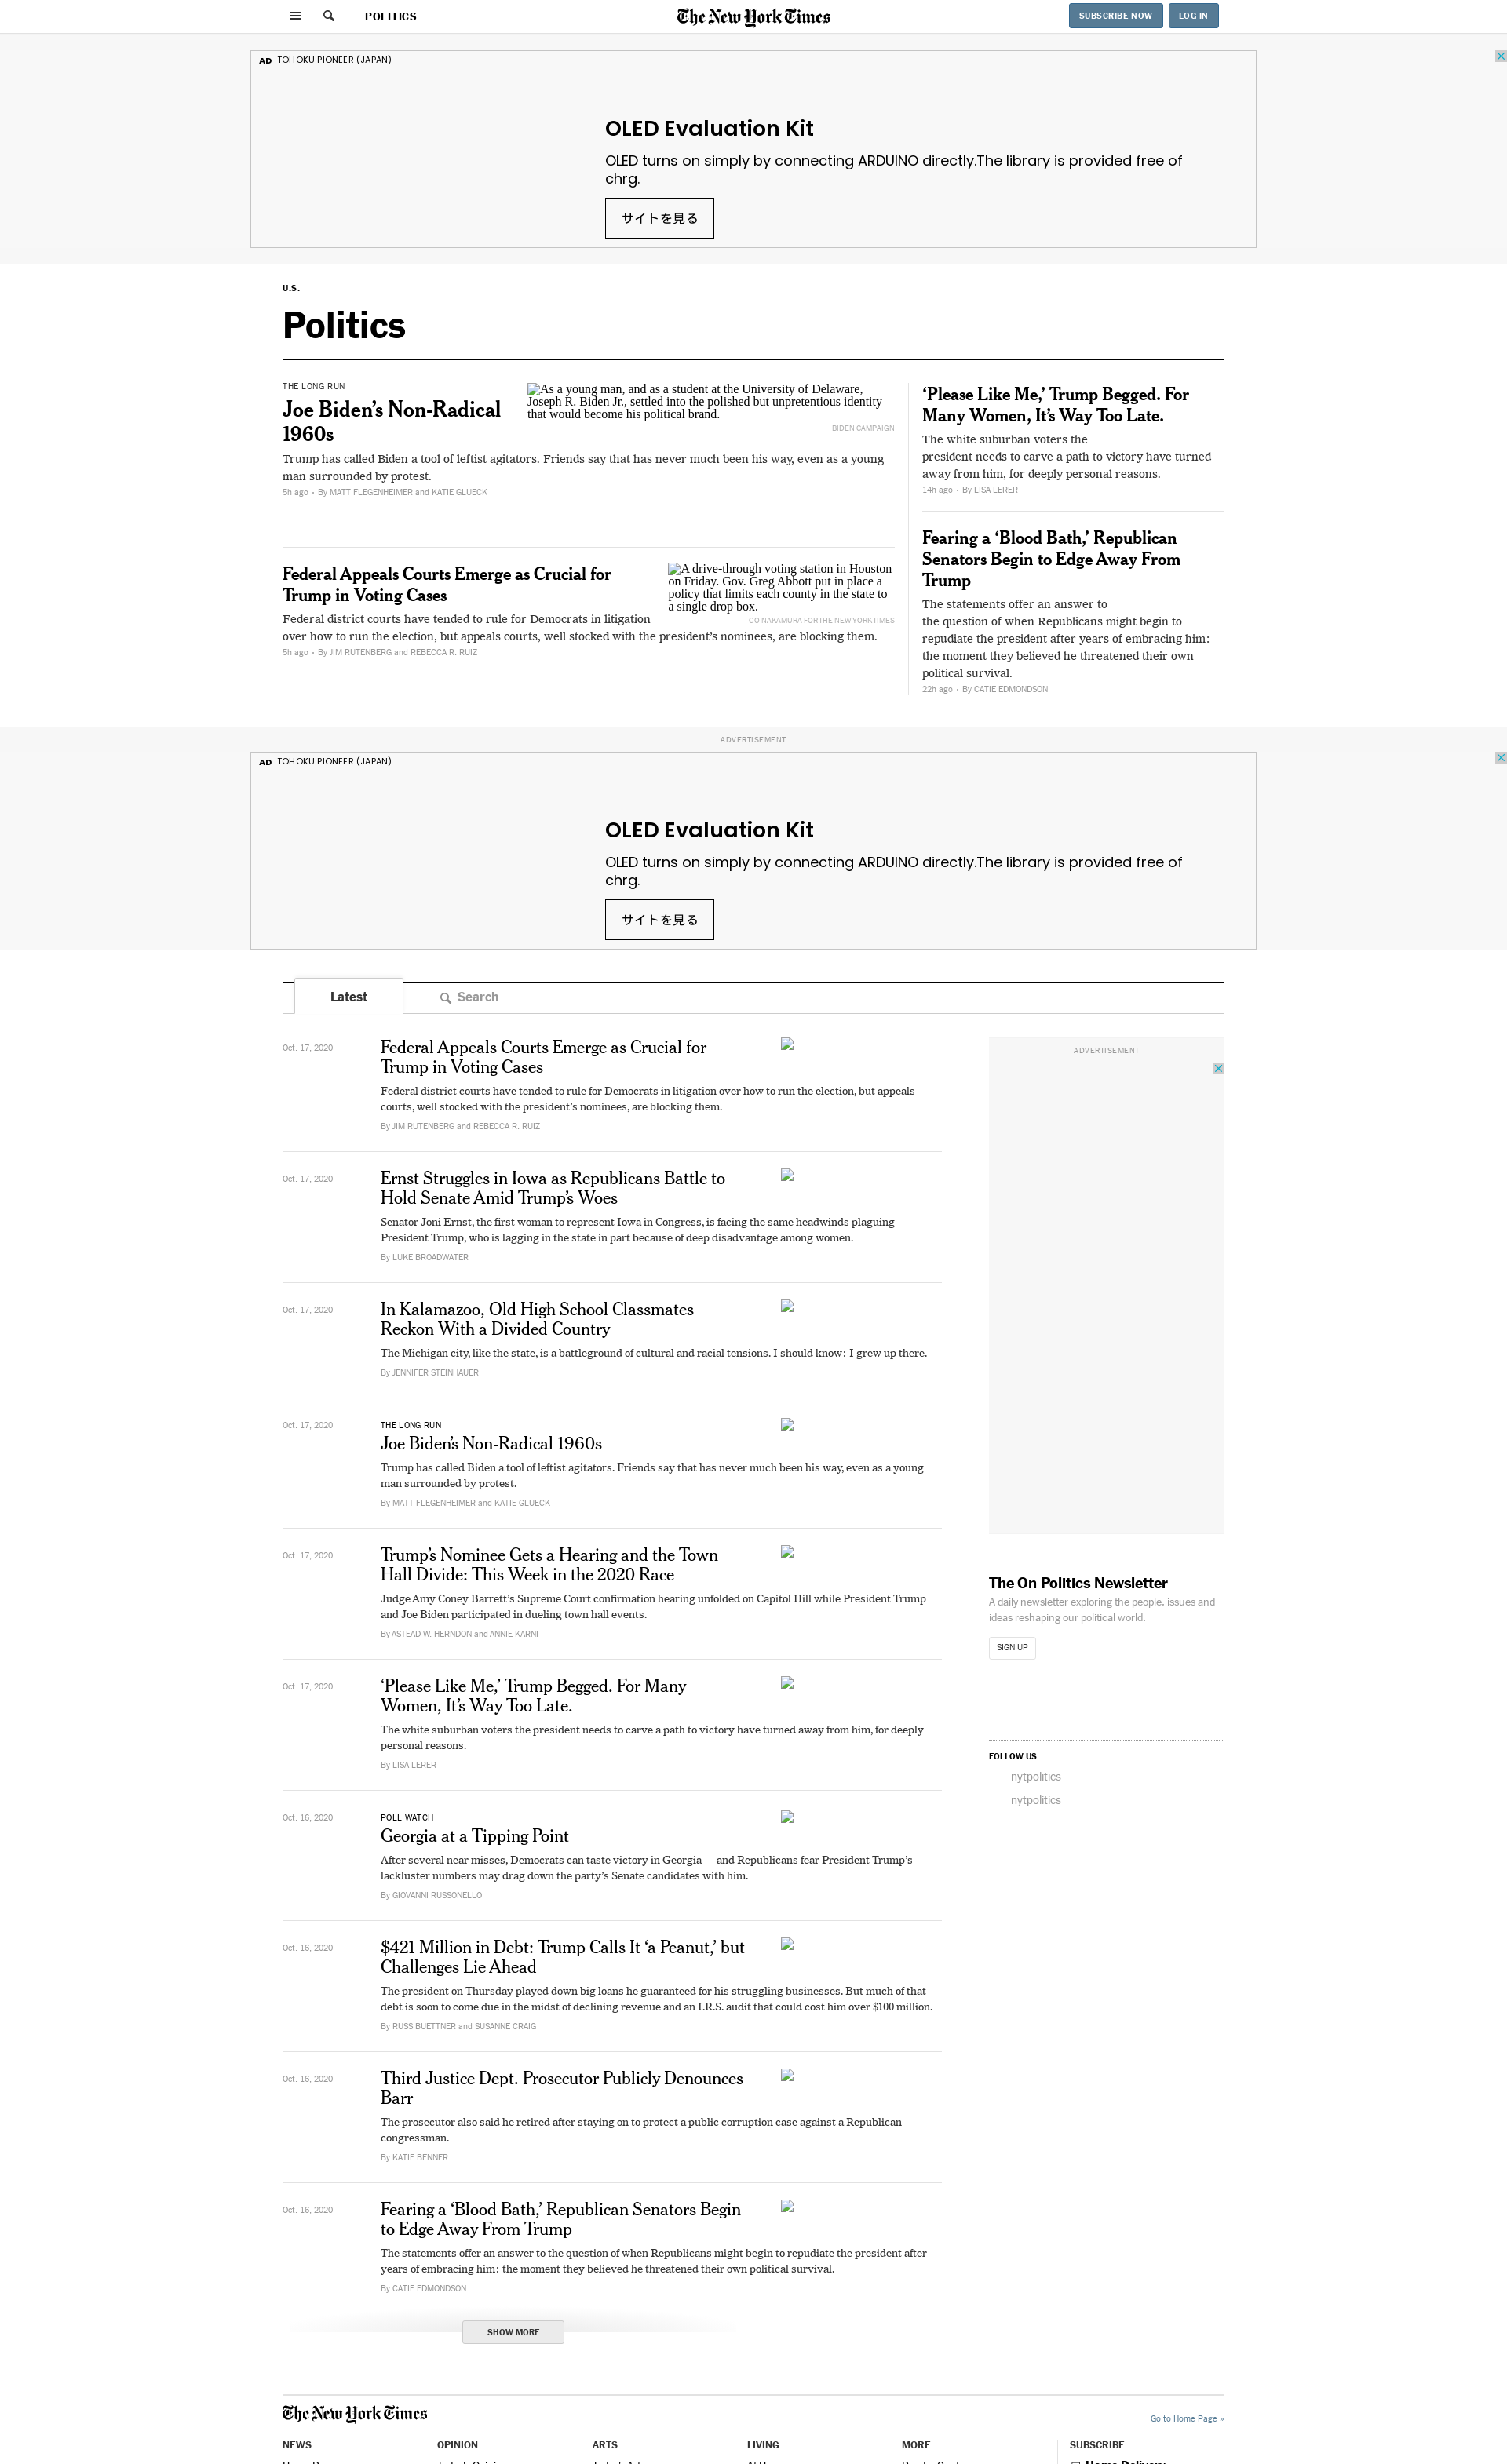 POLITICS
The New York Times
SUBSCRIBE NOW
LOG IN
AD TOHOKU PIONEER (JAPAN)
OLED Evaluation Kit
OLED turns on simply by connecting ARDUINO directly.The library is provided free of
chrg.
サイトを見る
U.S.
Politics
THE LONG RUN
Joe Biden’s Non-Radical
1960s
As a young man, and as a student at the University of Delaware,
Joseph R. Biden Jr., settled into the polished but unpretentious identity
that would become his political brand.
BIDEN CAMPAIGN
Trump has called Biden a tool of leftist agitators. Friends say that has never much been his way, even as a young
man surrounded by protest.
5h ago • By MATT FLEGENHEIMER and KATIE GLUECK
Federal Appeals Courts Emerge as Crucial for
Trump in Voting Cases
A drive-through voting station in Houston
on Friday. Gov. Greg Abbott put in place a
policy that limits each county in the state to
a single drop box.
GO NAKAMURA FOR THE NEW YORK TIMES
Federal district courts have tended to rule for Democrats in litigation
over how to run the election, but appeals courts, well stocked with the president’s nominees, are blocking them.
5h ago • By JIM RUTENBERG and REBECCA R. RUIZ
‘Please Like Me,’ Trump Begged. For
Many Women, It’s Way Too Late.
The white suburban voters the
president needs to carve a path to victory have turned
away from him, for deeply personal reasons.
14h ago • By LISA LERER
Fearing a ‘Blood Bath,’ Republican
Senators Begin to Edge Away From
Trump
The statements offer an answer to
the question of when Republicans might begin to
repudiate the president after years of embracing him:
the moment they believed he threatened their own
political survival.
22h ago • By CATIE EDMONDSON
ADVERTISEMENT
AD TOHOKU PIONEER (JAPAN)
OLED Evaluation Kit
OLED turns on simply by connecting ARDUINO directly.The library is provided free of
chrg.
サイトを見る
Latest
Search
Oct. 17, 2020
Federal Appeals Courts Emerge as Crucial for
Trump in Voting Cases
Federal district courts have tended to rule for Democrats in litigation over how to run the election, but appeals
courts, well stocked with the president’s nominees, are blocking them.
By JIM RUTENBERG and REBECCA R. RUIZ
Oct. 17, 2020
Ernst Struggles in Iowa as Republicans Battle to
Hold Senate Amid Trump’s Woes
Senator Joni Ernst, the first woman to represent Iowa in Congress, is facing the same headwinds plaguing
President Trump, who is lagging in the state in part because of deep disadvantage among women.
By LUKE BROADWATER
Oct. 17, 2020
In Kalamazoo, Old High School Classmates
Reckon With a Divided Country
The Michigan city, like the state, is a battleground of cultural and racial tensions. I should know: I grew up there.
By JENNIFER STEINHAUER
Oct. 17, 2020
THE LONG RUN
Joe Biden’s Non-Radical 1960s
Trump has called Biden a tool of leftist agitators. Friends say that has never much been his way, even as a young
man surrounded by protest.
By MATT FLEGENHEIMER and KATIE GLUECK
Oct. 17, 2020
Trump’s Nominee Gets a Hearing and the Town
Hall Divide: This Week in the 2020 Race
Judge Amy Coney Barrett’s Supreme Court confirmation hearing unfolded on Capitol Hill while President Trump
and Joe Biden participated in dueling town hall events.
By ASTEAD W. HERNDON and ANNIE KARNI
Oct. 17, 2020
‘Please Like Me,’ Trump Begged. For Many
Women, It’s Way Too Late.
The white suburban voters the president needs to carve a path to victory have turned away from him, for deeply
personal reasons.
By LISA LERER
Oct. 16, 2020
POLL WATCH
Georgia at a Tipping Point
After several near misses, Democrats can taste victory in Georgia — and Republicans fear President Trump’s
lackluster numbers may drag down the party’s Senate candidates with him.
By GIOVANNI RUSSONELLO
Oct. 16, 2020
$421 Million in Debt: Trump Calls It ‘a Peanut,’ but
Challenges Lie Ahead
The president on Thursday played down big loans he guaranteed for his struggling businesses. But much of that
debt is soon to come due in the midst of declining revenue and an I.R.S. audit that could cost him over $100 million.
By RUSS BUETTNER and SUSANNE CRAIG
Oct. 16, 2020
Third Justice Dept. Prosecutor Publicly Denounces
Barr
The prosecutor also said he retired after staying on to protect a public corruption case against a Republican
congressman.
By KATIE BENNER
Oct. 16, 2020
Fearing a ‘Blood Bath,’ Republican Senators Begin
to Edge Away From Trump
The statements offer an answer to the question of when Republicans might begin to repudiate the president after
years of embracing him: the moment they believed he threatened their own political survival.
By CATIE EDMONDSON
SHOW MORE
ADVERTISEMENT
The On Politics Newsletter
A daily newsletter exploring the people, issues and
ideas reshaping our political world.
SIGN UP
FOLLOW US
nytpolitics
nytpolitics
The New York Times
Go to Home Page »
NEWS
OPINION
ARTS
LIVING
MORE
SUBSCRIBE